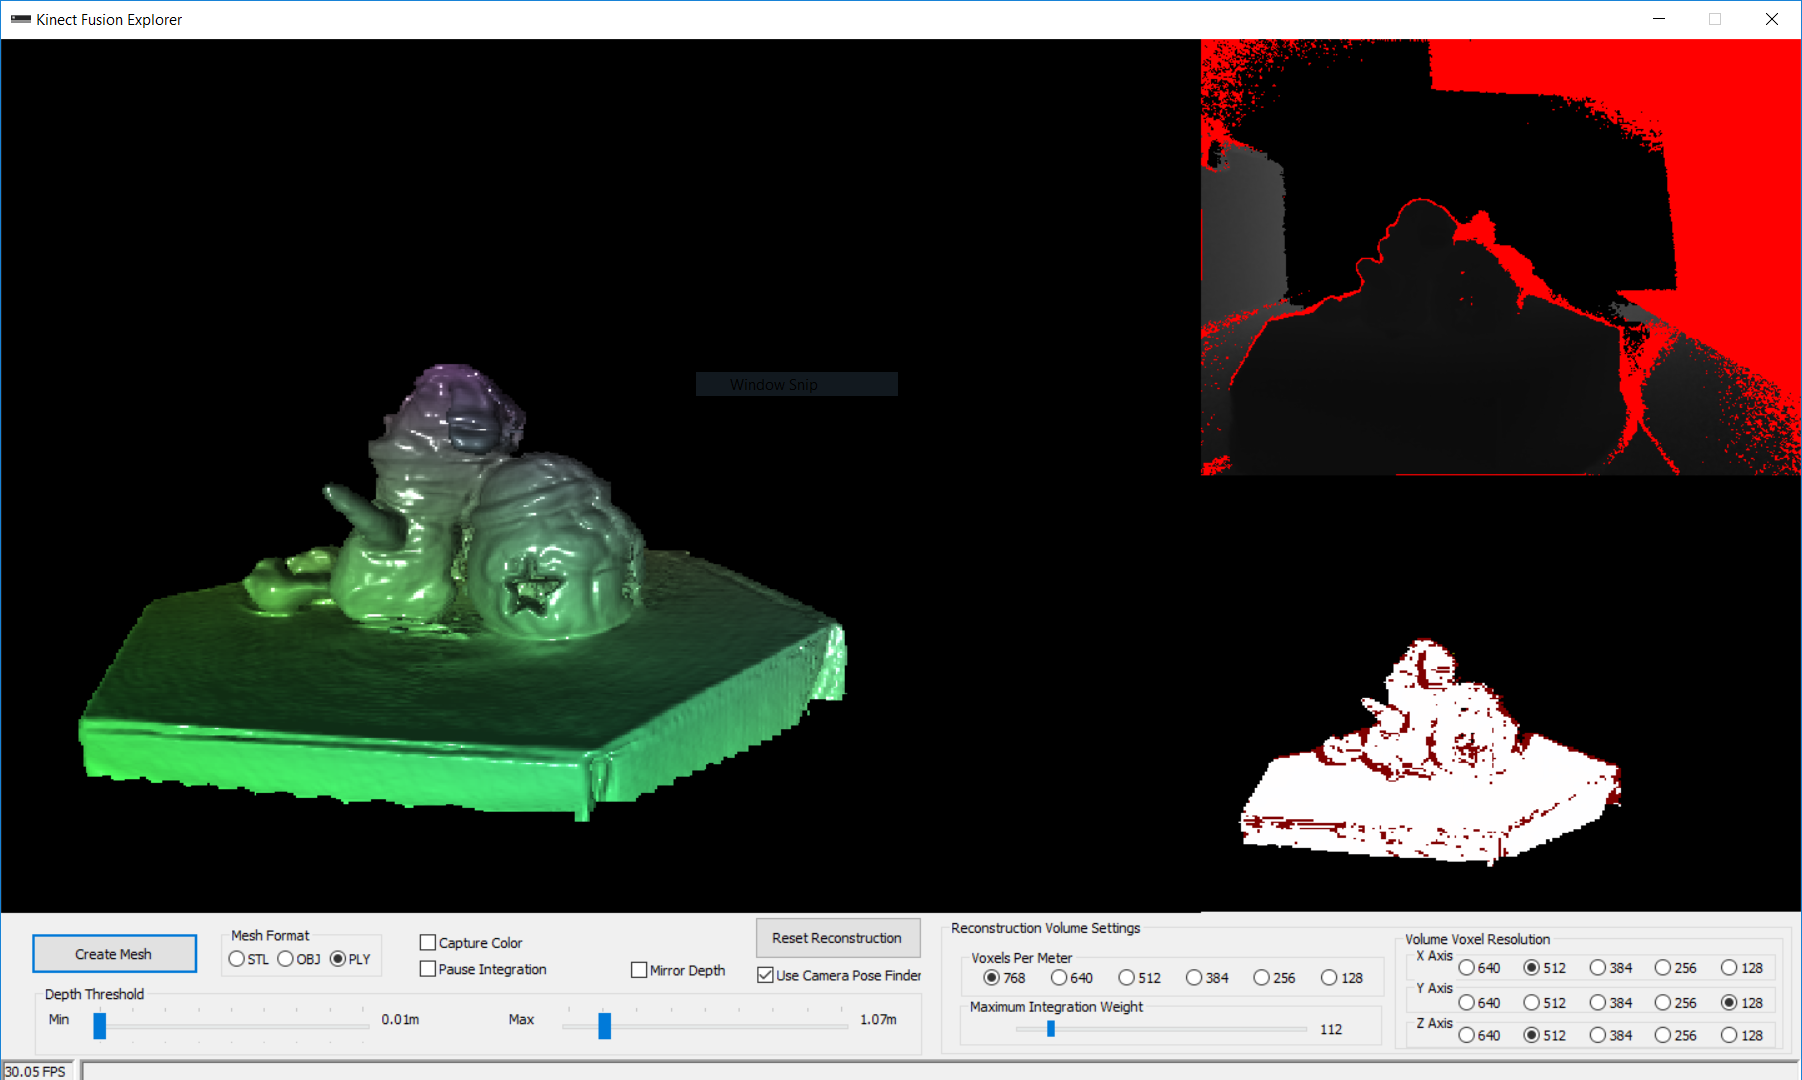 Kinect Fusion Explorer
Window Snip
Create Mesh
Mesh Format
STL OBJ PLY
Capture Color
Pause Integration
Mirror Depth
Reset Reconstruction
Use Camera Pose Finder
Depth Threshold
Min 0.01m
Max 1.07m
Reconstruction Volume Settings
Voxels Per Meter
768 640 512 384 256 128
Maximum Integration Weight
112
Volume Voxel Resolution
X Axis
640 512 384 256 128
Y Axis
640 512 384 256 128
Z Axis
640 512 384 256 128
30.05 FPS